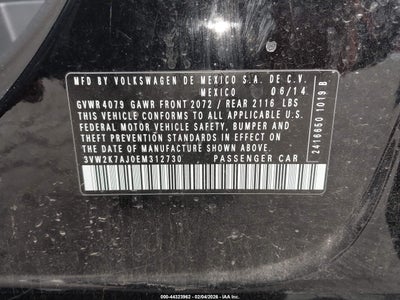 MFD BY VOLKSWAGEN DE MEXICO S.A. DE C.V.
MEXICO 06/14
GVWR 4079 GAWR FRONT 2072 / REAR 2116 LBS
THIS VEHICLE CONFORMS TO ALL APPLICABLE U.S.
FEDERAL MOTOR VEHICLE SAFETY, BUMPER, AND
THEFT PREVENTION STANDARDS IN EFFECT ON THE
DATE OF MANUFACTURE SHOWN ABOVE.
3VW2K7AJ0EM312730 PASSENGER CAR
2416650 1019 B
000-44323962 - 02/04/2026 - IAA Inc.